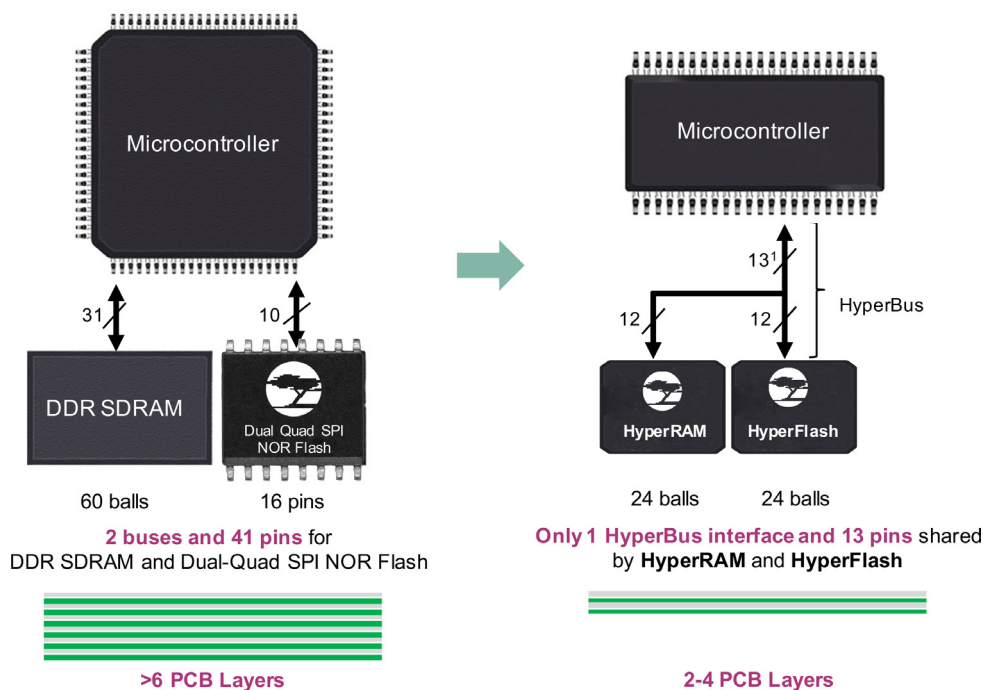 Microcontroller
31
10
DDR SDRAM
Dual Quad SPI
NOR Flash
60 balls
16 pins
2 buses and 41 pins for
DDR SDRAM and Dual-Quad SPI NOR Flash
>6 PCB Layers
Microcontroller
13¹
HyperBus
12
12
HyperRAM
HyperFlash
24 balls
24 balls
Only 1 HyperBus interface and 13 pins shared
by HyperRAM and HyperFlash
2-4 PCB Layers